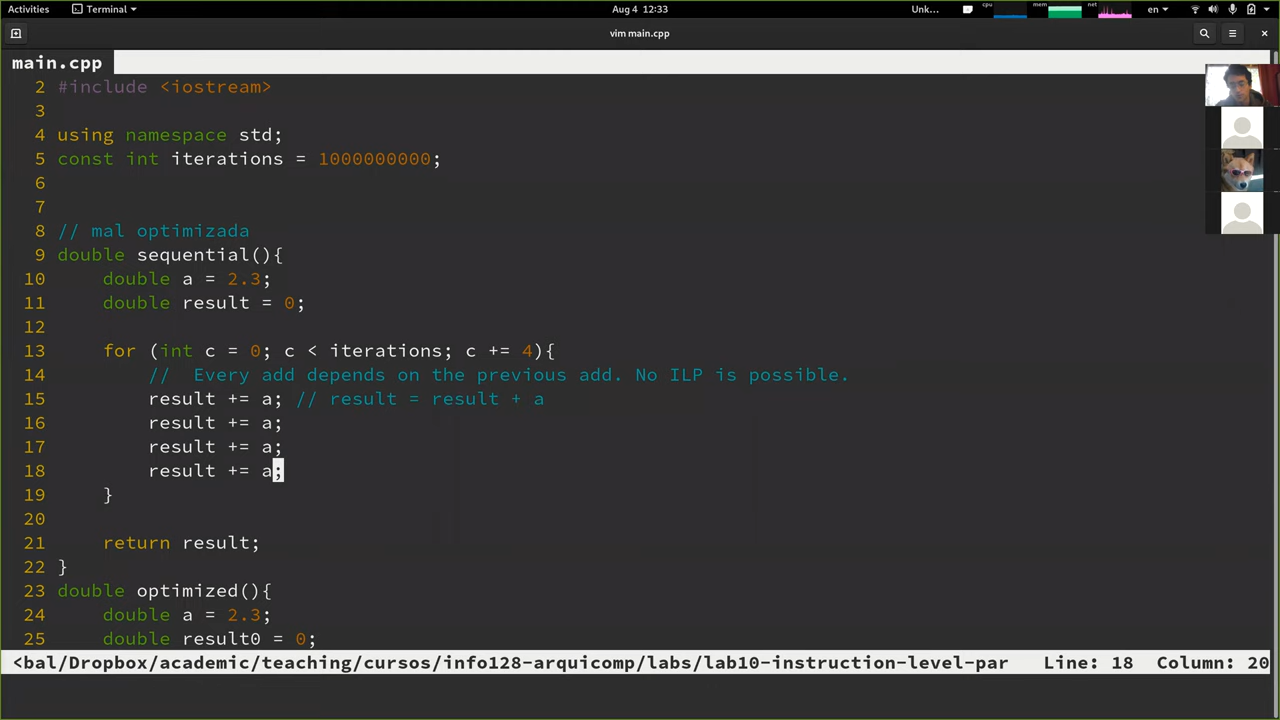 Activities
Terminal
Aug 4 12:33
Unk...
cpu
mem
net
en
vim main.cpp
main.cpp
2 #include <iostream>
3
4 using namespace std;
5 const int iterations = 1000000000;
6
7
8 // mal optimizada
9 double sequential(){
10     double a = 2.3;
11     double result = 0;
12
13     for (int c = 0; c < iterations; c += 4){
14         //  Every add depends on the previous add. No ILP is possible.
15         result += a; // result = result + a
16         result += a;
17         result += a;
18         result += a;
19     }
20
21     return result;
22 }
23 double optimized(){
24     double a = 2.3;
25     double result0 = 0;
<bal/Dropbox/academic/teaching/cursos/info128-arquicomp/labs/lab10-instruction-level-par   Line: 18  Column: 20